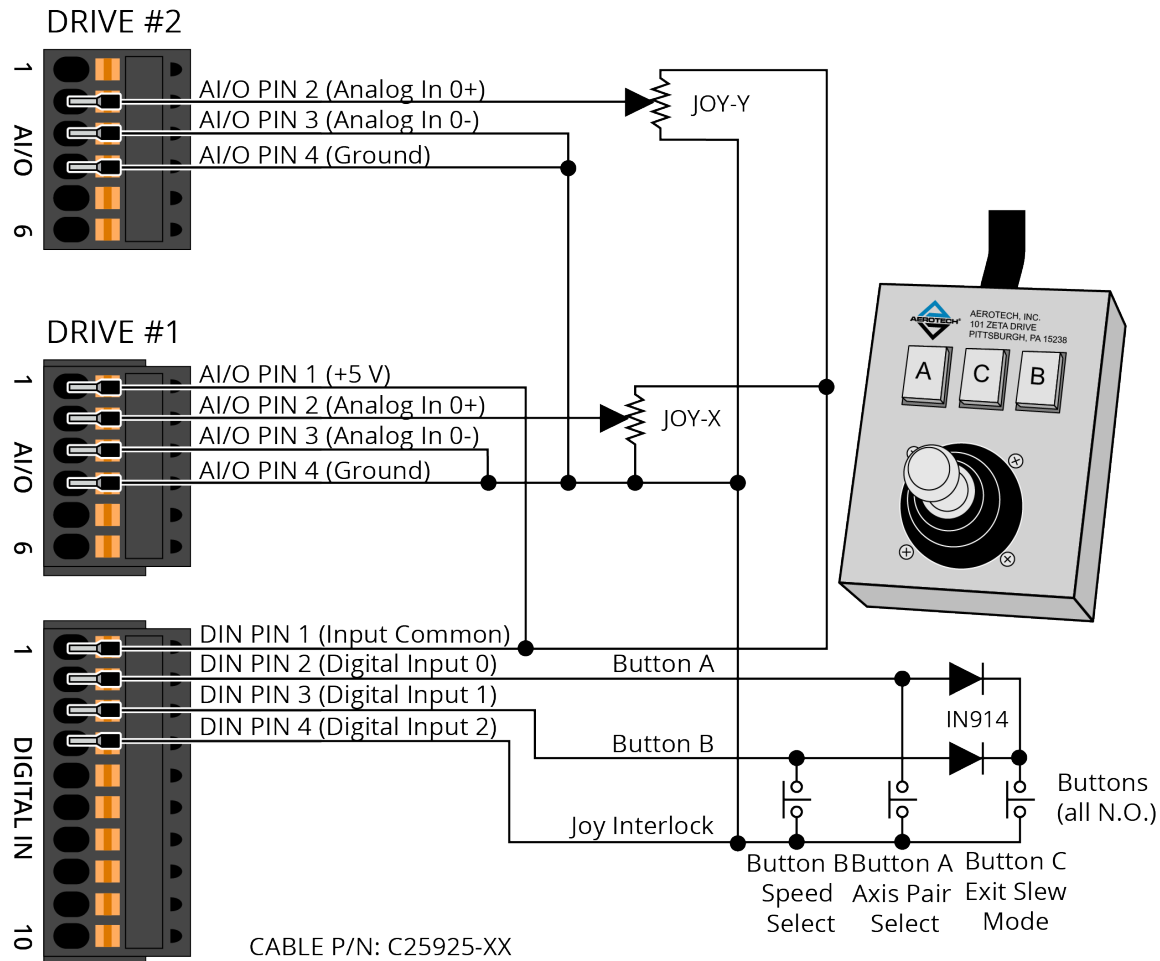 DRIVE #2
1
AI/O
6
AI/O PIN 2 (Analog In 0+)
AI/O PIN 3 (Analog In 0-)
AI/O PIN 4 (Ground)
JOY-Y
DRIVE #1
1
AI/O
6
AI/O PIN 1 (+5 V)
AI/O PIN 2 (Analog In 0+)
AI/O PIN 3 (Analog In 0-)
AI/O PIN 4 (Ground)
JOY-X
AEROTECH®
AEROTECH, INC.
101 ZETA DRIVE
PITTSBURGH, PA 15238
A
C
B
1
DIGITAL IN
10
DIN PIN 1 (Input Common)
DIN PIN 2 (Digital Input 0)
DIN PIN 3 (Digital Input 1)
DIN PIN 4 (Digital Input 2)
Button A
IN914
Button B
Buttons
(all N.O.)
Joy Interlock
Button B
Speed
Select
Button A
Axis Pair
Select
Button C
Exit Slew
Mode
CABLE P/N: C25925-XX